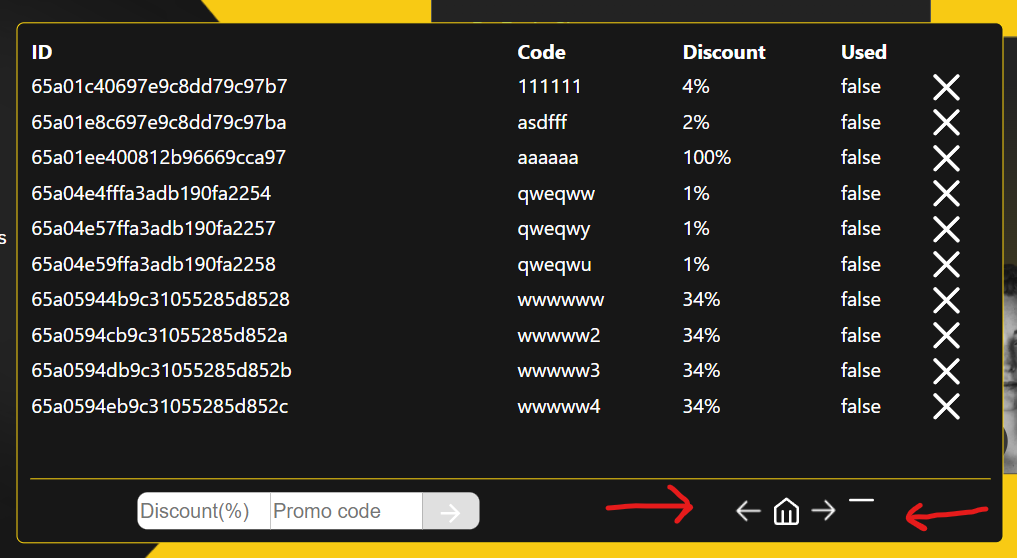 ID Code Discount Used
65a01c40697e9c8dd79c97b7 111111 4% false
65a01e8c697e9c8dd79c97ba asdfff 2% false
65a01ee400812b96669cca97 aaaaaa 100% false
65a04e4fffa3adb190fa2254 qweqww 1% false
65a04e57ffa3adb190fa2257 qweqwy 1% false
s
65a04e59ffa3adb190fa2258 qweqwu 1% false
65a05944b9c31055285d8528 wwwwww 34% false
65a0594cb9c31055285d852a wwwww2 34% false
65a0594db9c31055285d852b wwwww3 34% false
65a0594eb9c31055285d852c wwwww4 34% false
Discount(%) Promo code